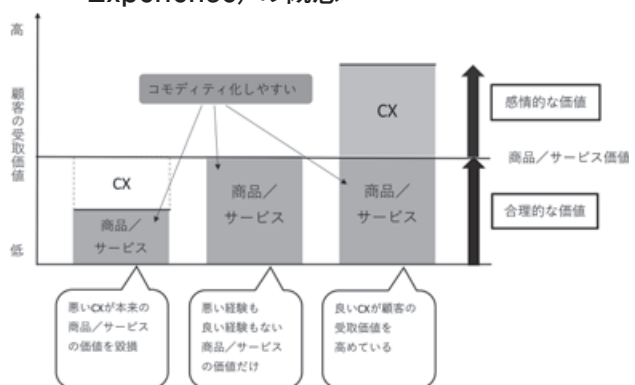 高
顧客の受取価値
低
コモディティ化しやすい
CX
商品／
サービス
商品／
サービス
CX
商品／
サービス
感情的な価値
商品／サービス価値
合理的な価値
悪いCXが本来の
商品／サービス
の価値を毀損
悪い経験も
良い経験もない
商品／サービス
の価値だけ
良いCXが顧客の
受取価値を
高めている